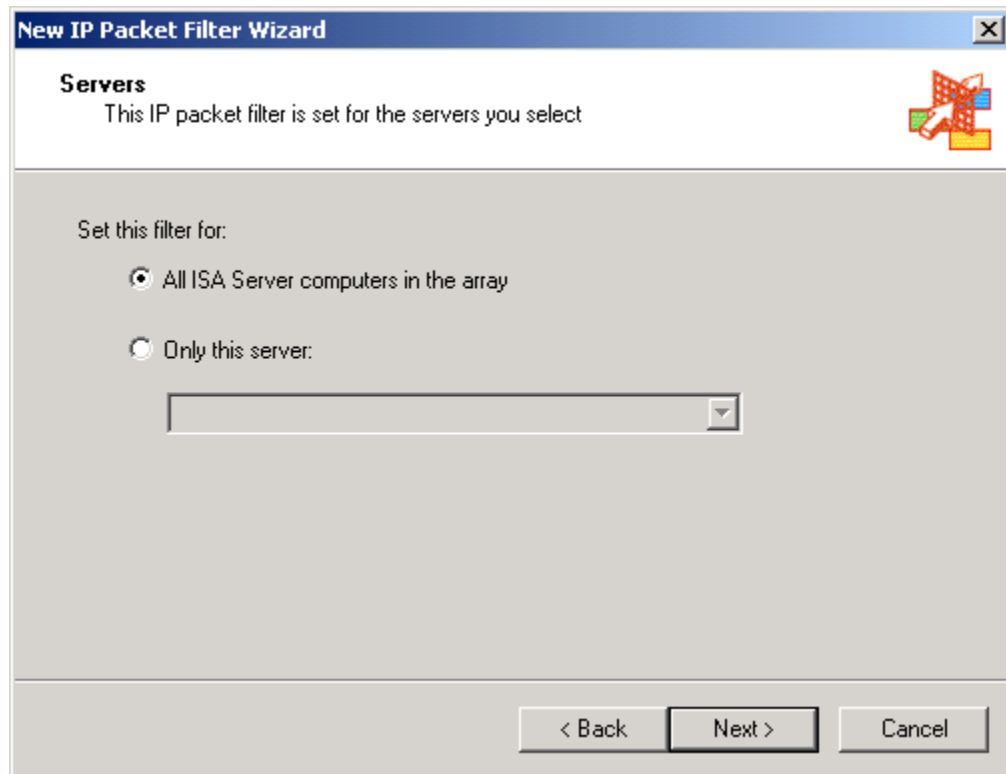 New IP Packet Filter Wizard
Servers
This IP packet filter is set for the servers you select
Set this filter for:
All ISA Server computers in the array
Only this server:
< Back Next > Cancel